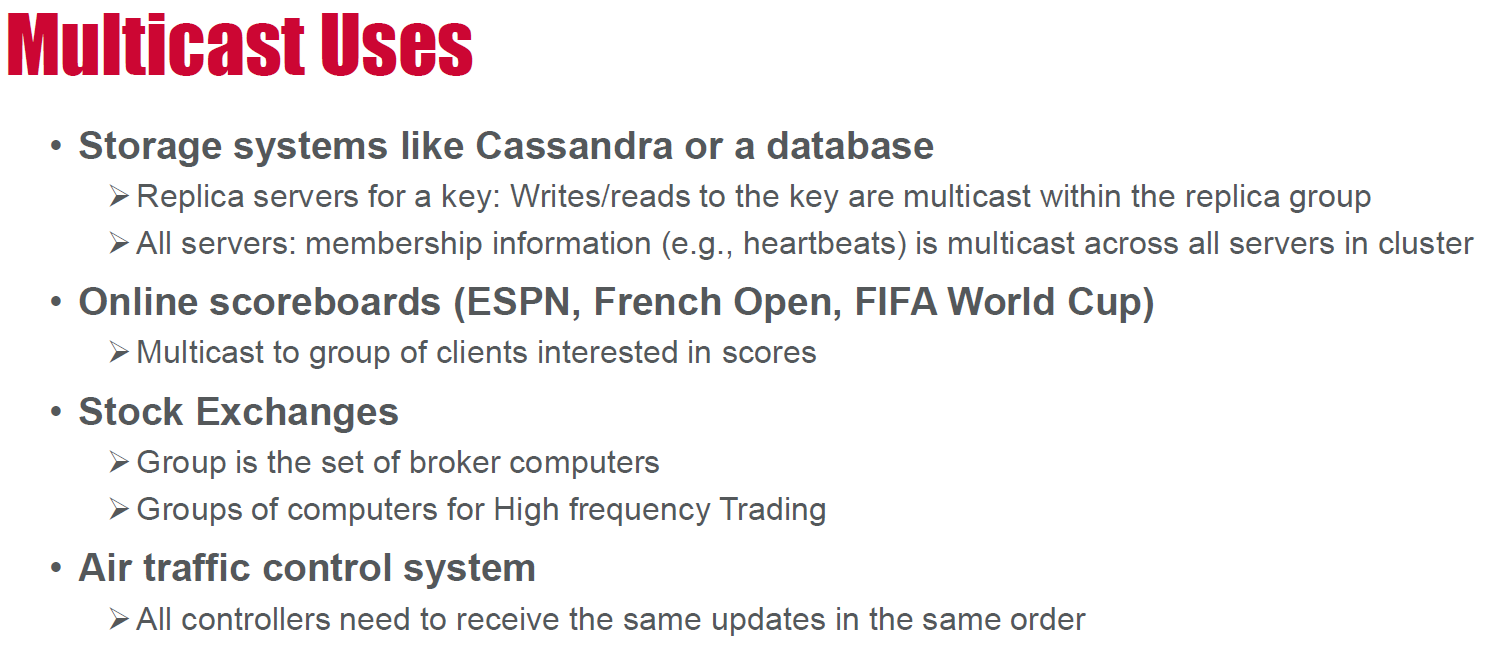 Multicast Uses
• Storage systems like Cassandra or a database
➢ Replica servers for a key: Writes/reads to the key are multicast within the replica group
➢ All servers: membership information (e.g., heartbeats) is multicast across all servers in cluster
• Online scoreboards (ESPN, French Open, FIFA World Cup)
➢ Multicast to group of clients interested in scores
• Stock Exchanges
➢ Group is the set of broker computers
➢ Groups of computers for High frequency Trading
• Air traffic control system
➢ All controllers need to receive the same updates in the same order